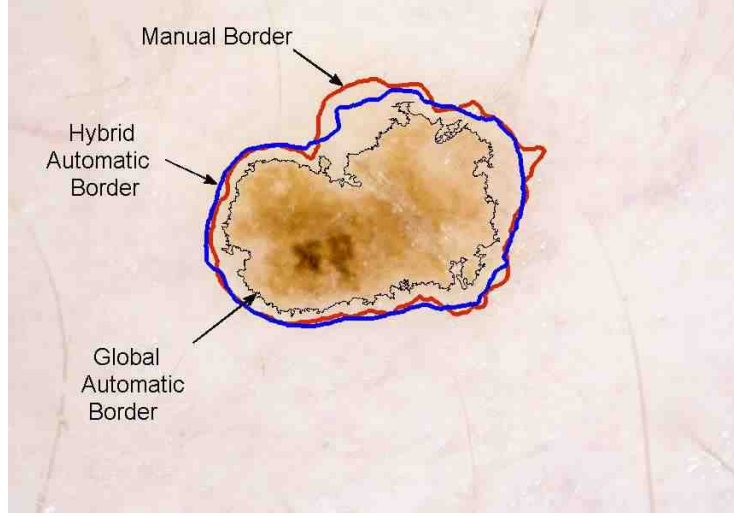 Manual Border
Hybrid
Automatic
Border
Global
Automatic
Border